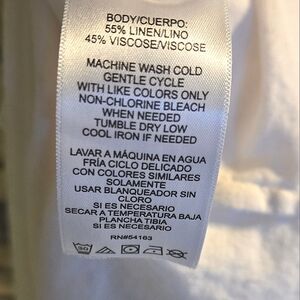 BODY/CUERPO:
55% LINEN/LINO
45% VISCOSE/VISCOSE
MACHINE WASH COLD
GENTLE CYCLE
WITH LIKE COLORS ONLY
NON-CHLORINE BLEACH
WHEN NEEDED
TUMBLE DRY LOW
COOL IRON IF NEEDED
LAVAR A MÁQUINA EN AGUA
FRÍA CICLO DELICADO
CON COLORES SIMILARES
SOLAMENTE
USAR BLANQUEADOR SIN
CLORO
SI ES NECESARIO
SECAR A TEMPERATURA BAJA
PLANCHA TIBIA
SI ES NECESARIO
RN#54163
30